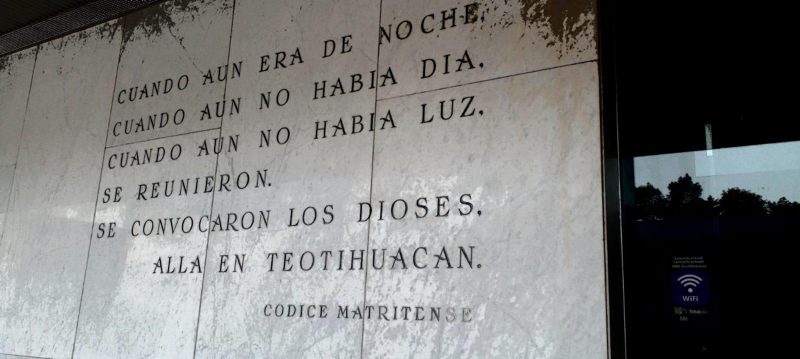 CUANDO AUN ERA DE NOCHE,
CUANDO AUN NO HABIA DIA,
CUANDO AUN NO HABIA LUZ,
SE REUNIERON.
SE CONVOCARON LOS DIOSES,
ALLA EN TEOTIHUACAN.
CODICE MATRITENSE
WiFi